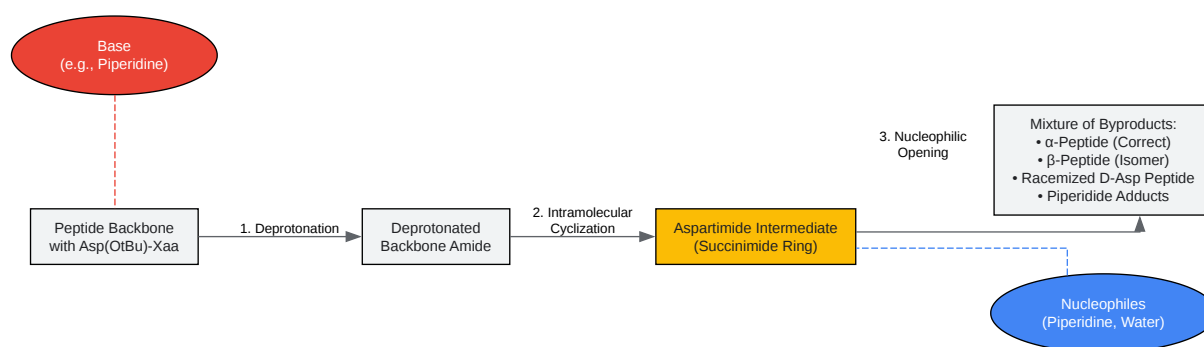 Base
(e.g., Piperidine)
Peptide Backbone
with Asp(OtBu)-Xaa
1. Deprotonation
Deprotonated
Backbone Amide
2. Intramolecular
Cyclization
Aspartimide Intermediate
(Succinimide Ring)
3. Nucleophilic
Opening
Mixture of Byproducts:
• α-Peptide (Correct)
• β-Peptide (Isomer)
• Racemized D-Asp Peptide
• Piperidide Adducts
Nucleophiles
(Piperidine, Water)